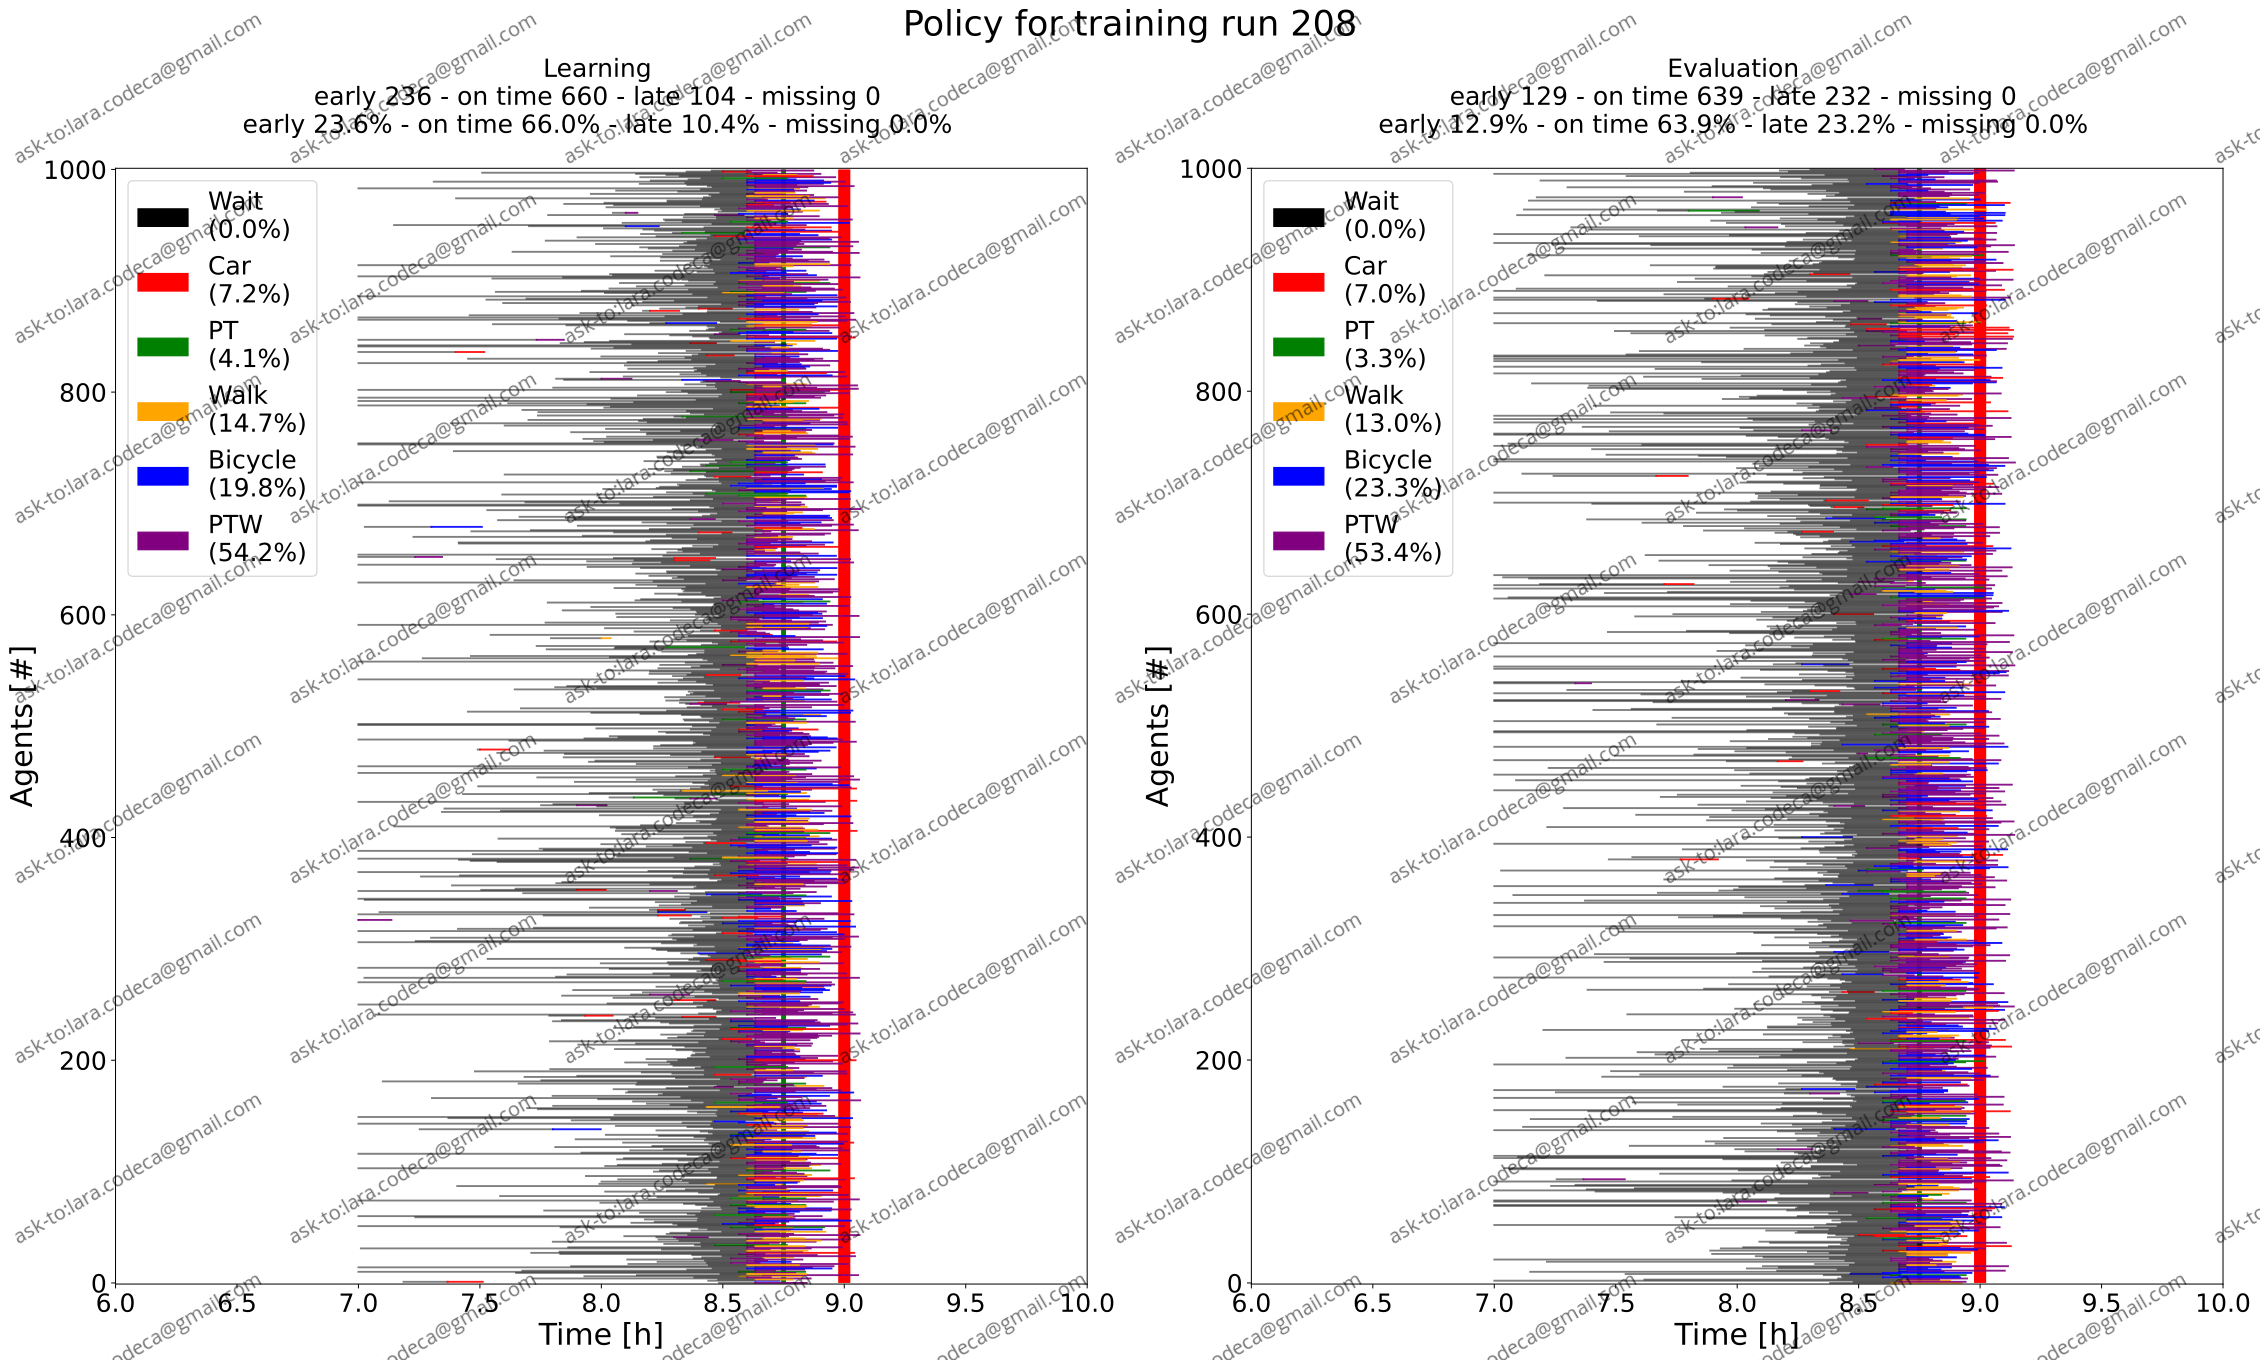 Policy for training run 208
Learning
early 236 - on time 660 - late 104 - missing 0
early 23.6% - on time 66.0% - late 10.4% - missing 0.0%
Agents [#]
1000
800
600
400
200
0
Wait
(0.0%)
Car
(7.2%)
PT
(4.1%)
Walk
(14.7%)
Bicycle
(19.8%)
PTW
(54.2%)
6.0 6.5 7.0 7.5 8.0 8.5 9.0 9.5 10.0
Time [h]
Evaluation
early 129 - on time 639 - late 232 - missing 0
early 12.9% - on time 63.9% - late 23.2% - missing 0.0%
Agents [#]
1000
800
600
400
200
0
Wait
(0.0%)
Car
(7.0%)
PT
(3.3%)
Walk
(13.0%)
Bicycle
(23.3%)
PTW
(53.4%)
6.0 6.5 7.0 7.5 8.0 8.5 9.0 9.5 10.0
Time [h]
ask-to:lara.codeca@gmail.com